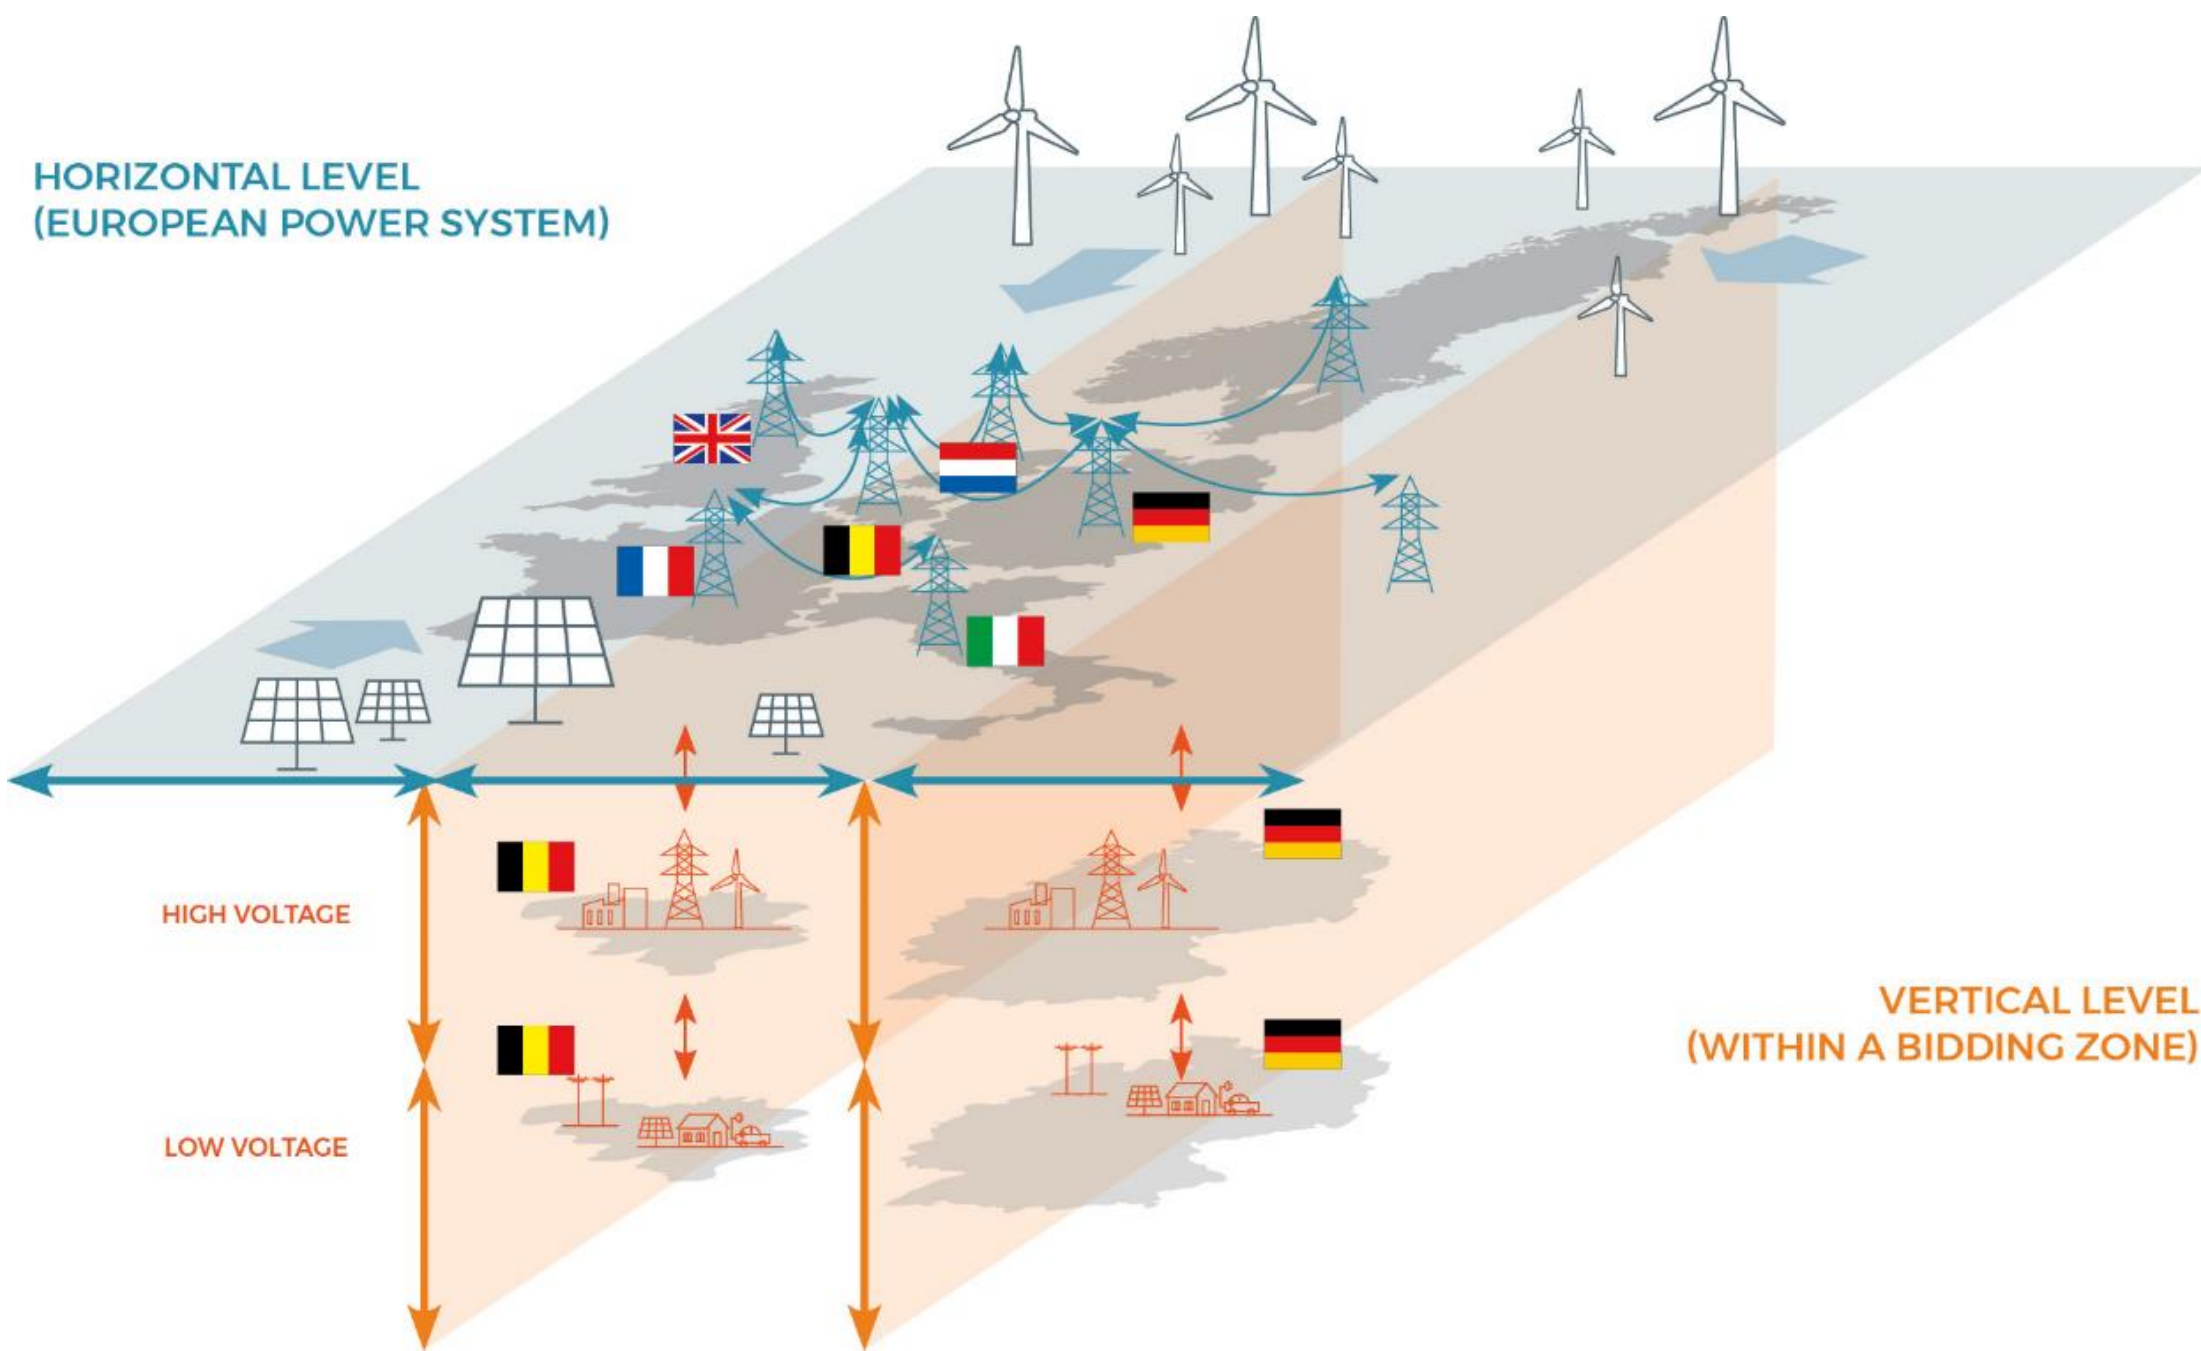 HORIZONTAL LEVEL
(EUROPEAN POWER SYSTEM)
HIGH VOLTAGE
VERTICAL LEVEL
(WITHIN A BIDDING ZONE)
LOW VOLTAGE